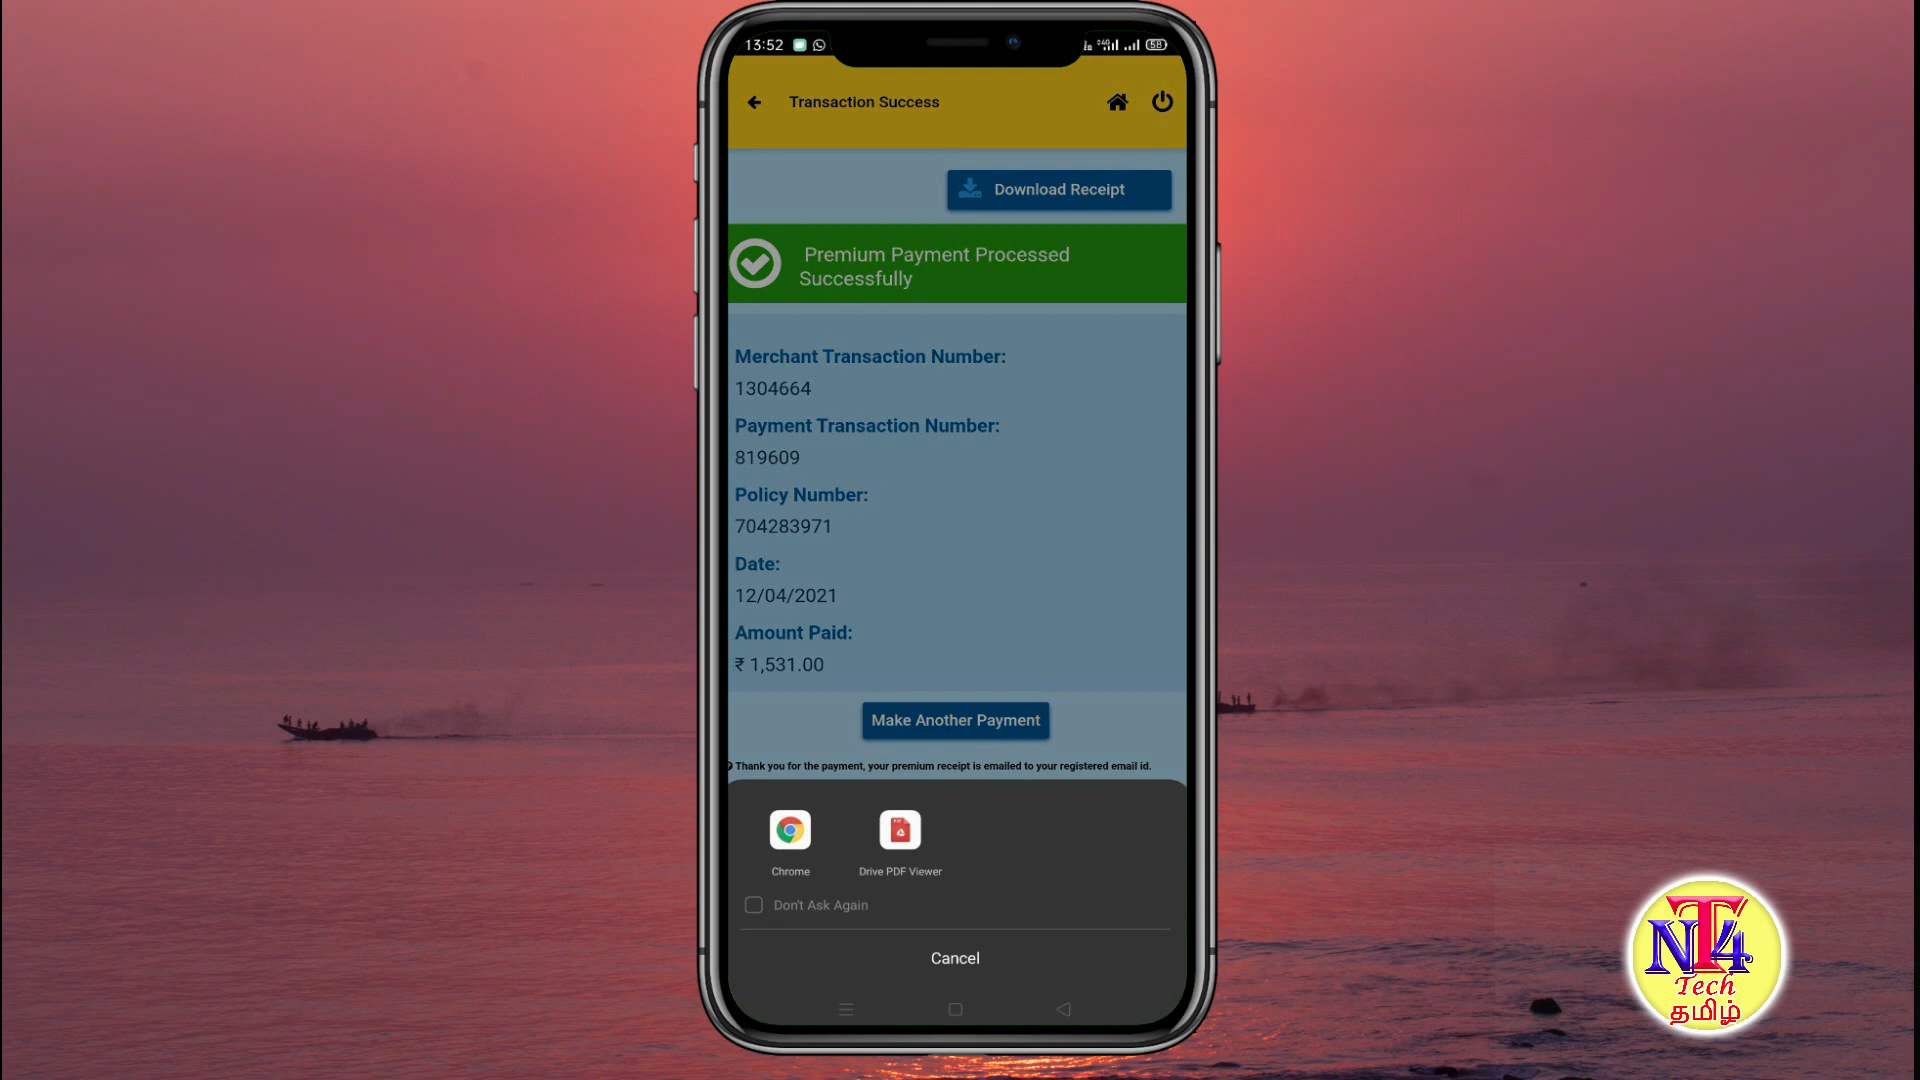 13:52
58
Transaction Success
Download Receipt
Premium Payment Processed
Successfully
Merchant Transaction Number:
1304664
Payment Transaction Number:
819609
Policy Number:
704283971
Date:
12/04/2021
Amount Paid:
₹ 1,531.00
Make Another Payment
Thank you for the payment, your premium receipt is emailed to your registered email id.
Chrome
Drive PDF Viewer
Don't Ask Again
Cancel
NT4
Tech
தமிழ்